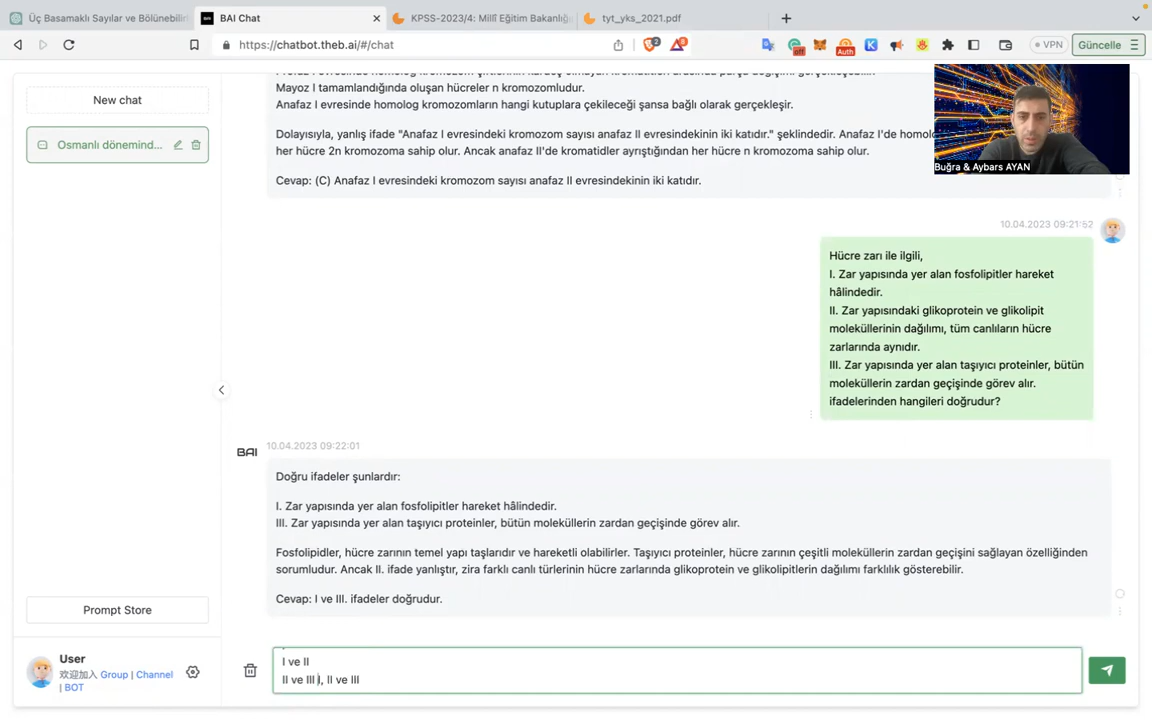 Üç Basamaklı Sayılar ve Bölünebilir
BAI Chat
KPSS-2023/4: Millî Eğitim Bakanlığı
tyt_yks_2021.pdf
https://chatbot.theb.ai/#/chat
2
8
off
Auth
VPN
Güncelle
New chat
Osmanlı dönemind...
Mayoz I tamamlandığında oluşan hücreler n kromozomludur.
Anafaz I evresinde homolog kromozomların hangi kutuplara çekileceği şansa bağlı olarak gerçekleşir.
Dolayısıyla, yanlış ifade "Anafaz I evresindeki kromozom sayısı anafaz II evresindekinin iki katıdır." şeklindedir. Anafaz I'de homolo
her hücre 2n kromozoma sahip olur. Ancak anafaz II'de kromatidler ayrıştığından her hücre n kromozoma sahip olur.
Cevap: (C) Anafaz I evresindeki kromozom sayısı anafaz II evresindekinin iki katıdır.
Buğra & Aybars AYAN
10.04.2023 09:21:52
Hücre zarı ile ilgili,
I. Zar yapısında yer alan fosfolipitler hareket
hâlindedir.
II. Zar yapısındaki glikoprotein ve glikolipit
moleküllerinin dağılımı, tüm canlıların hücre
zarlarında aynıdır.
III. Zar yapısında yer alan taşıyıcı proteinler, bütün
moleküllerin zardan geçişinde görev alır.
ifadelerinden hangileri doğrudur?
BAI
10.04.2023 09:22:01
Doğru ifadeler şunlardır:
I. Zar yapısında yer alan fosfolipitler hareket hâlindedir.
III. Zar yapısında yer alan taşıyıcı proteinler, bütün moleküllerin zardan geçişinde görev alır.
Fosfolipidler, hücre zarının temel yapı taşlarıdır ve hareketli olabilirler. Taşıyıcı proteinler, hücre zarının çeşitli moleküllerin zardan geçişini sağlayan özelliğinden
sorumludur. Ancak II. ifade yanlıştır, zira farklı canlı türlerinin hücre zarlarında glikoprotein ve glikolipitlerin dağılımı farklılık gösterebilir.
Cevap: I ve III. ifadeler doğrudur.
Prompt Store
User
欢迎加入 Group | Channel
| BOT
I ve II
II ve III I, II ve III